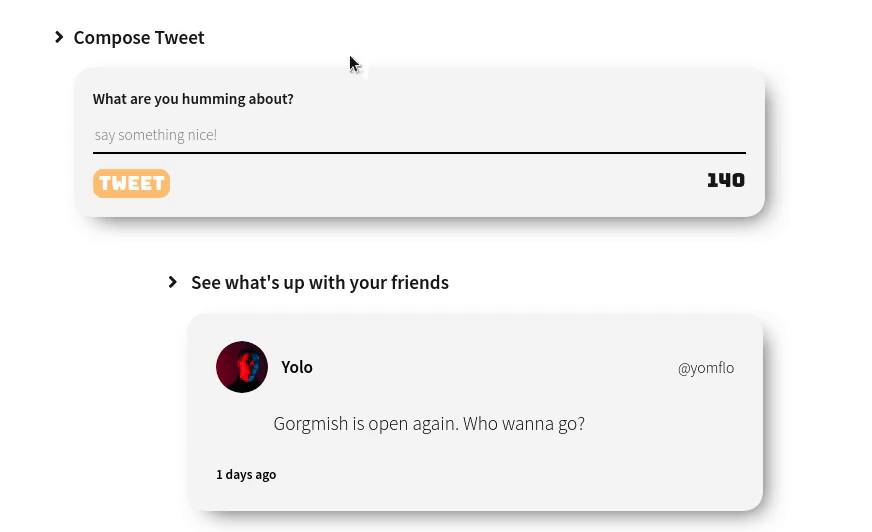 Compose Tweet
What are you humming about?
say something nice!
TWEET
140
See what's up with your friends
Yolo
@yomflo
Gorgmish is open again. Who wanna go?
1 days ago